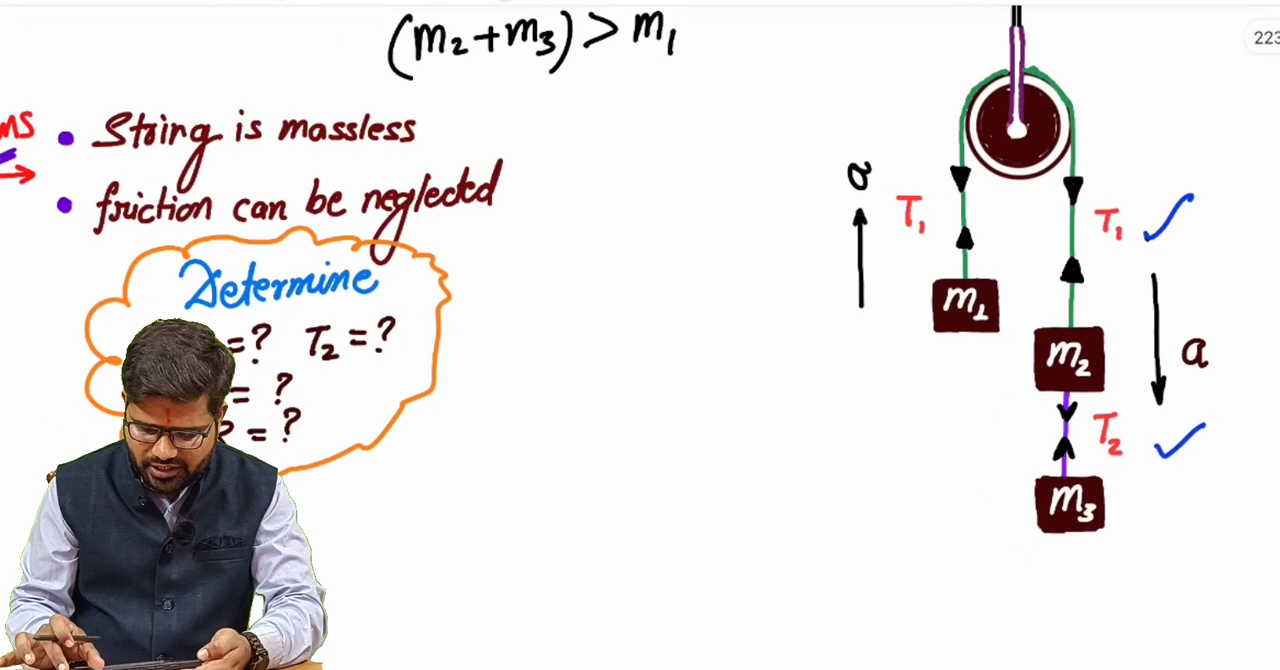 (m₂+m₃) > m₁
223
MS
• String is massless
• friction can be neglected
Determine
=? T₂ = ?
= ?
= ?
a
T₁
T₁
m₁
m₂
a
T₂
m₃